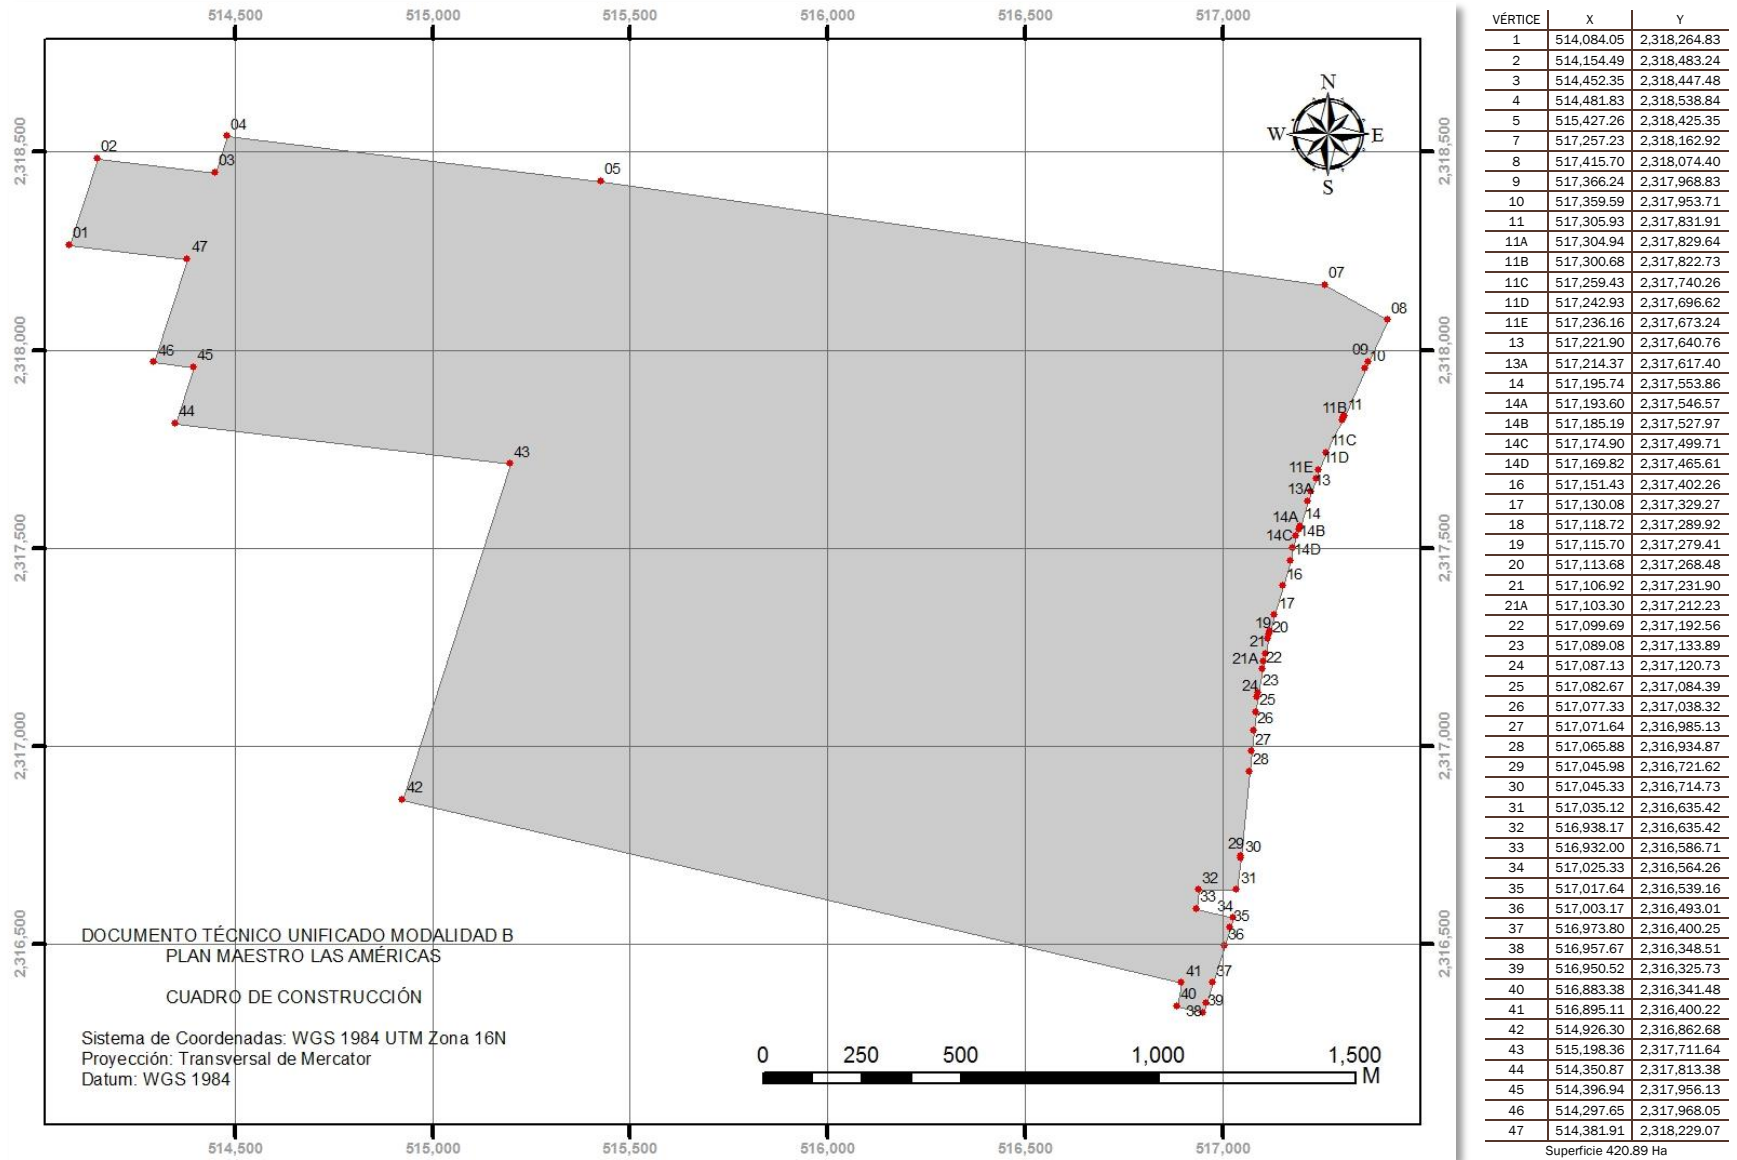 514,500 515,000 515,500 516,000 516,500 517,000
2,318,500
2,318,000
2,317,500
2,317,000
2,316,500
2,318,500
2,318,000
2,317,500
2,317,000
2,316,500
N
W E
S
04
02
03
05
01
47
07
08
46
45
09
10
44
11B
11
43
11C
11D
11E
13
13A
14
14A
14B
14C
14D
16
17
19
20
21
21A
22
23
24
25
26
27
28
42
29
30
32
31
33
34
35
36
41
37
40
39
38
DOCUMENTO TÉCNICO UNIFICADO MODALIDAD B
PLAN MAESTRO LAS AMÉRICAS
CUADRO DE CONSTRUCCIÓN
Sistema de Coordenadas: WGS 1984 UTM Zona 16N
Proyección: Transversal de Mercator
Datum: WGS 1984
0 250 500 1,000 1,500
M
514,500 515,000 515,500 516,000 516,500 517,000
VÉRTICE X Y
1 514,084.05 2,318,264.83
2 514,154.49 2,318,483.24
3 514,452.35 2,318,447.48
4 514,481.83 2,318,538.84
5 515,427.26 2,318,425.35
7 517,257.23 2,318,162.92
8 517,415.70 2,318,074.40
9 517,366.24 2,317,968.83
10 517,359.59 2,317,953.71
11 517,305.93 2,317,831.91
11A 517,304.94 2,317,829.64
11B 517,300.68 2,317,822.73
11C 517,259.43 2,317,740.26
11D 517,242.93 2,317,696.62
11E 517,236.16 2,317,673.24
13 517,221.90 2,317,640.76
13A 517,214.37 2,317,617.40
14 517,195.74 2,317,553.86
14A 517,193.60 2,317,546.57
14B 517,185.19 2,317,527.97
14C 517,174.90 2,317,499.71
14D 517,169.82 2,317,465.61
16 517,151.43 2,317,402.26
17 517,130.08 2,317,329.27
18 517,118.72 2,317,289.92
19 517,115.70 2,317,279.41
20 517,113.68 2,317,268.48
21 517,106.92 2,317,231.90
21A 517,103.30 2,317,212.23
22 517,099.69 2,317,192.56
23 517,089.08 2,317,133.89
24 517,087.13 2,317,120.73
25 517,082.67 2,317,084.39
26 517,077.33 2,317,038.32
27 517,071.64 2,316,985.13
28 517,065.88 2,316,934.87
29 517,045.98 2,316,721.62
30 517,045.33 2,316,714.73
31 517,035.12 2,316,635.42
32 516,938.17 2,316,635.42
33 516,932.00 2,316,586.71
34 517,025.33 2,316,564.26
35 517,017.64 2,316,539.16
36 517,003.17 2,316,493.01
37 516,973.80 2,316,400.25
38 516,957.67 2,316,348.51
39 516,950.52 2,316,325.73
40 516,883.38 2,316,341.48
41 516,895.11 2,316,400.22
42 514,926.30 2,316,862.68
43 515,198.36 2,317,711.64
44 514,350.87 2,317,813.38
45 514,396.94 2,317,956.13
46 514,297.65 2,317,968.05
47 514,381.91 2,318,229.07
Superficie 420.89 Ha